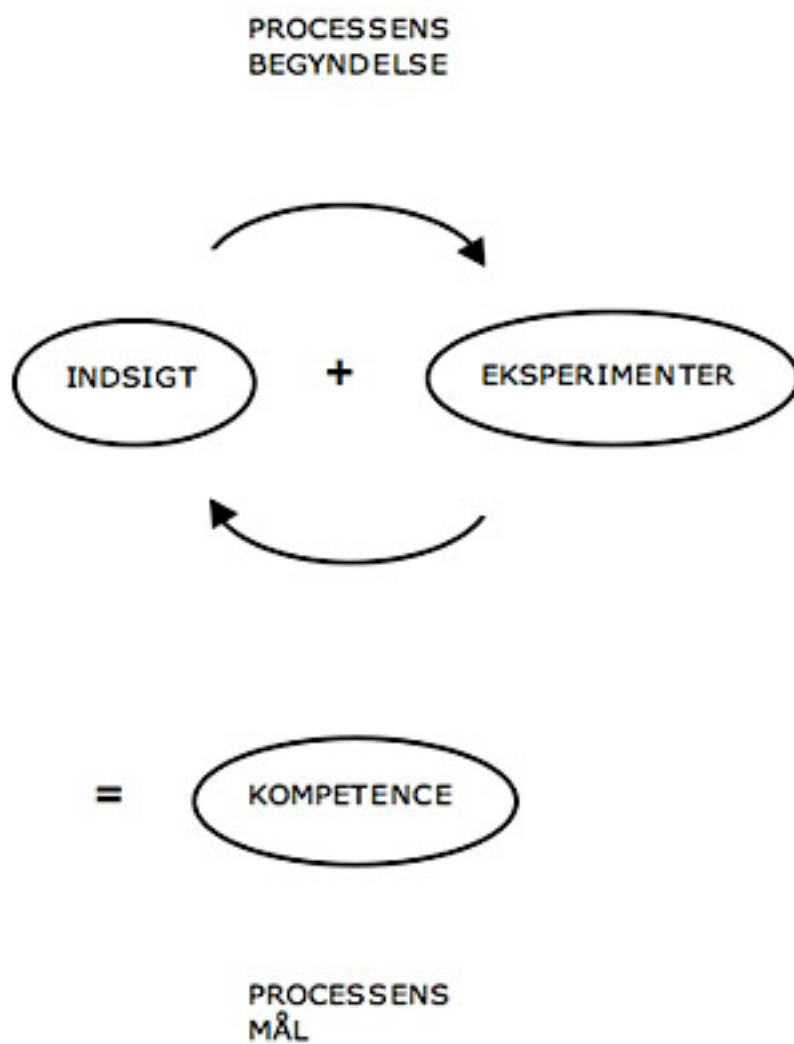 PROCESSENS
BEGYNDELSE
INDSIGT + EKSPERIMENTER
= KOMPETENCE
PROCESSENS
MÅL